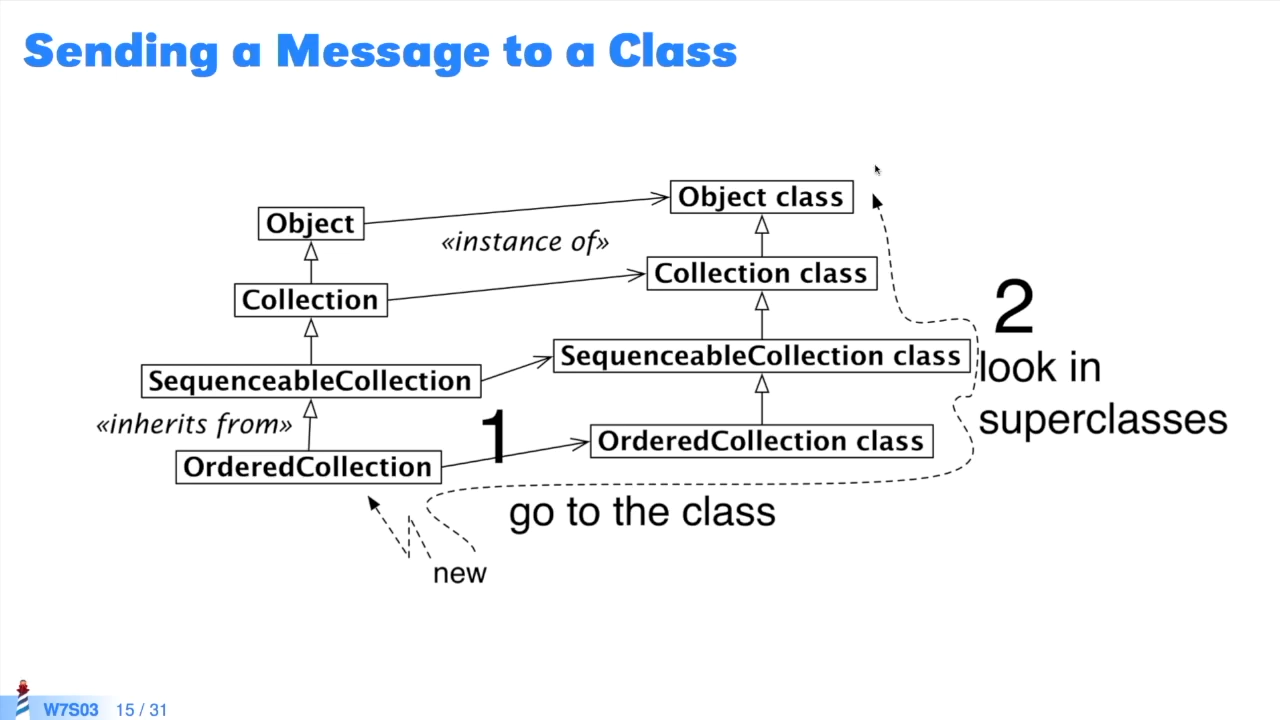 Sending a Message to a Class
Object class
Object
«instance of»
Collection class
Collection
2
SequenceableCollection class
look in
SequenceableCollection
superclasses
«inherits from»
1
OrderedCollection class
OrderedCollection
go to the class
new
W7S03 15 / 31